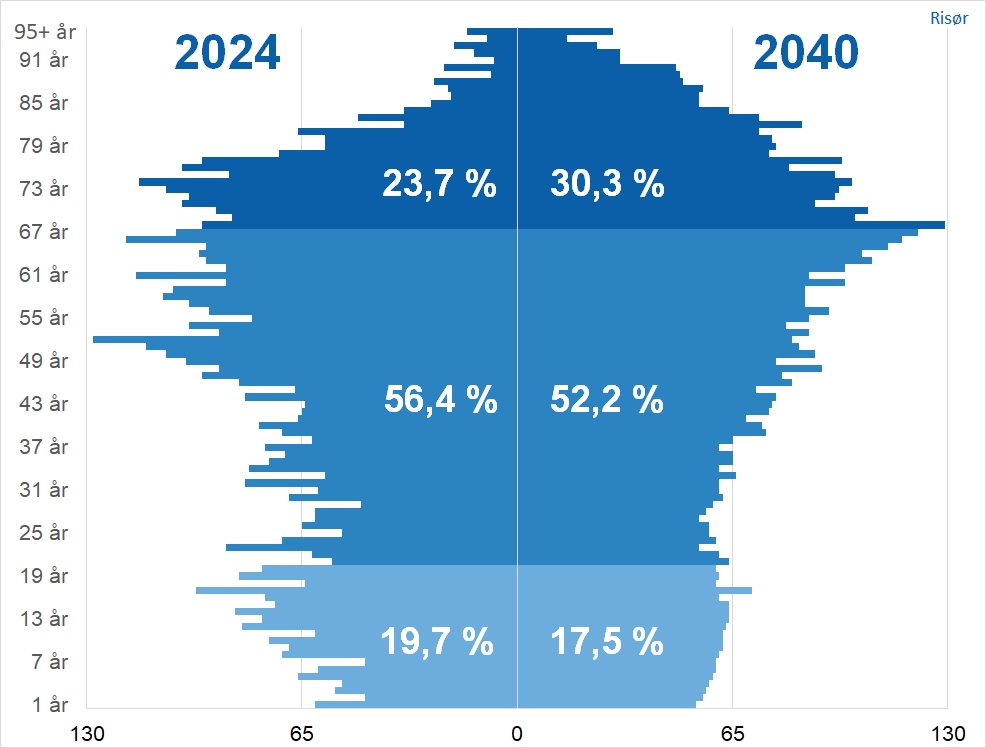 Risør
2024 2040
95+ år
91 år
85 år
79 år
73 år
67 år
61 år
55 år
49 år
43 år
37 år
31 år
25 år
19 år
13 år
7 år
1 år
23,7 % 30,3 %
56,4 % 52,2 %
19,7 % 17,5 %
130 65 0 65 130